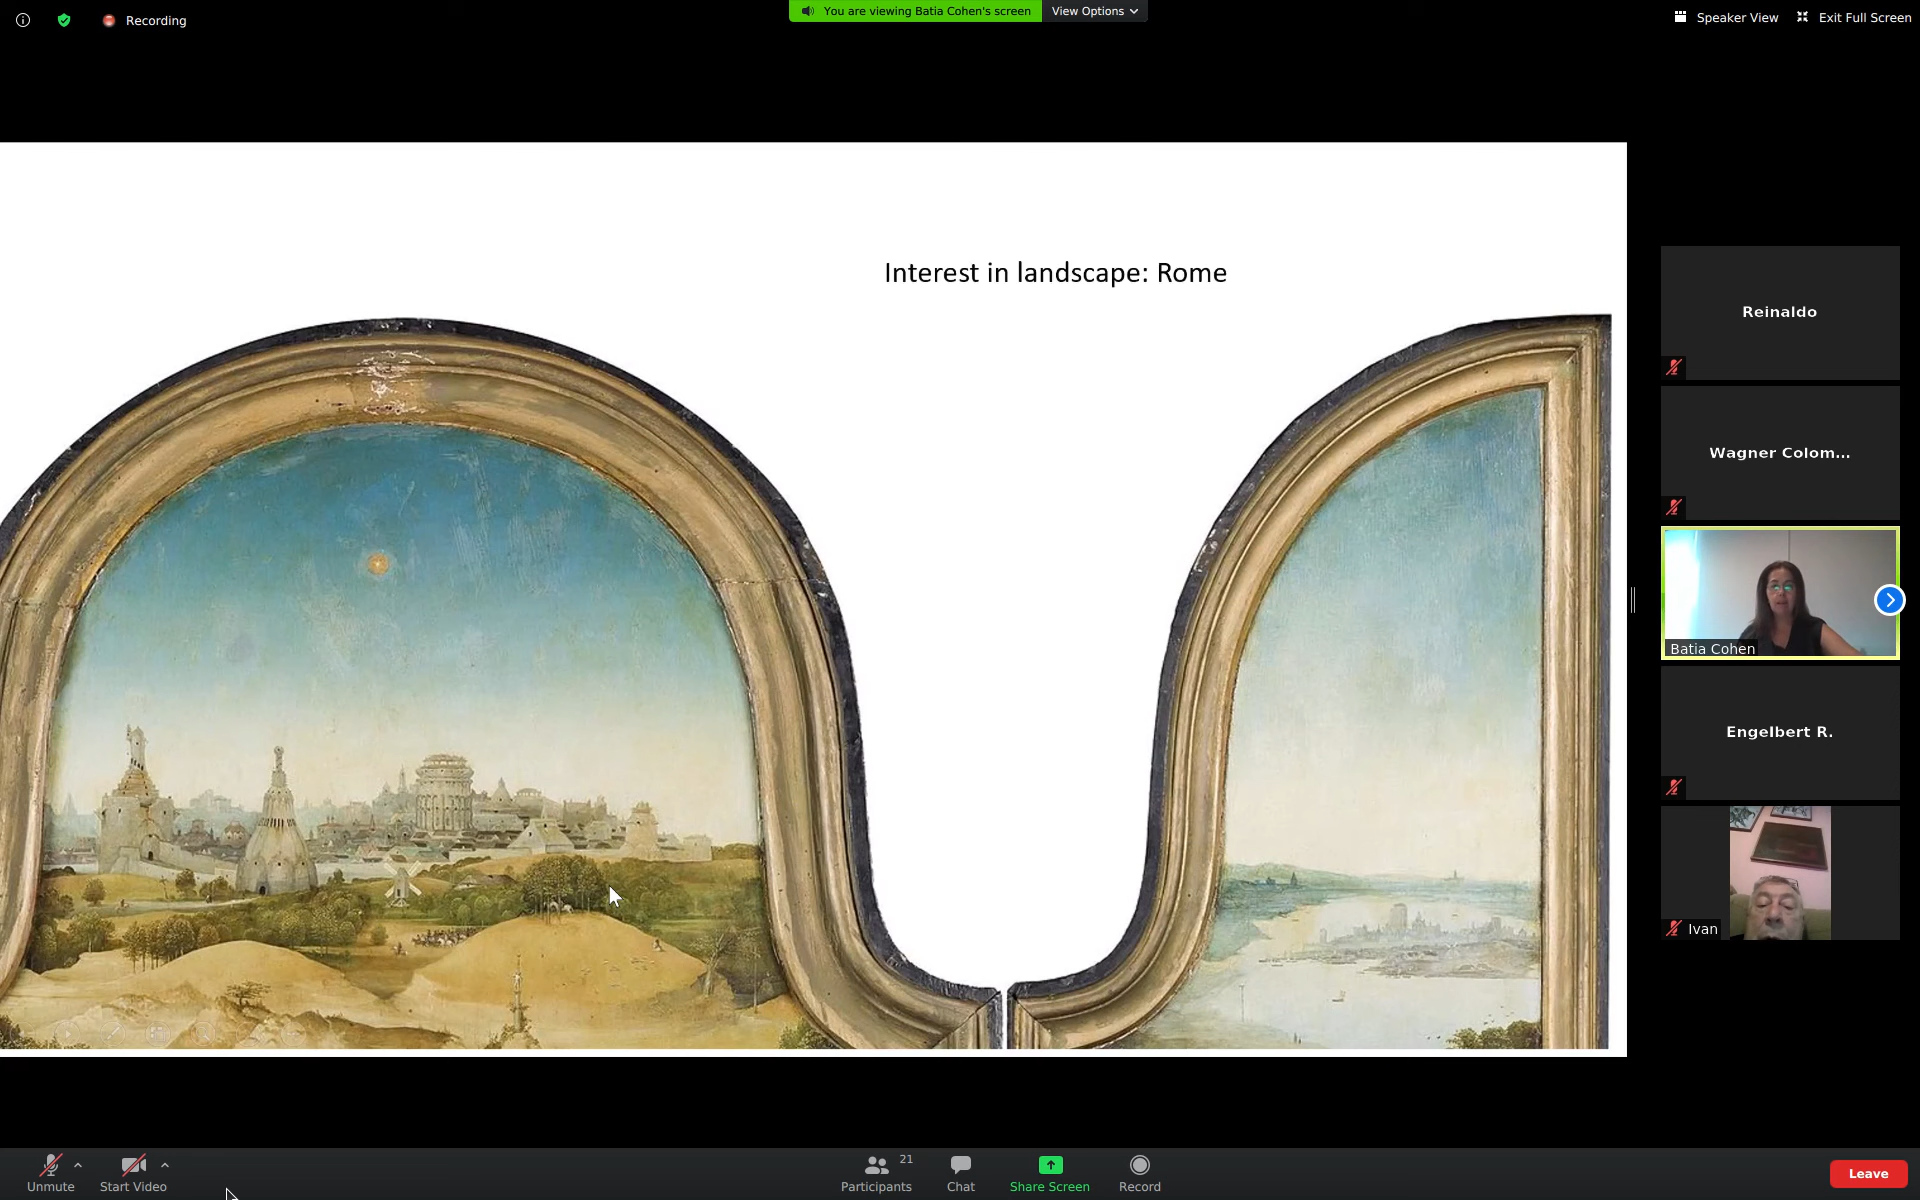 Recording
You are viewing Batia Cohen's screen
View Options
Speaker View
Exit Full Screen
Interest in landscape: Rome
Reinaldo
Wagner Colom...
Batia Cohen
Engelbert R.
Ivan
Unmute
Start Video
Participants
21
Chat
Share Screen
Record
Leave